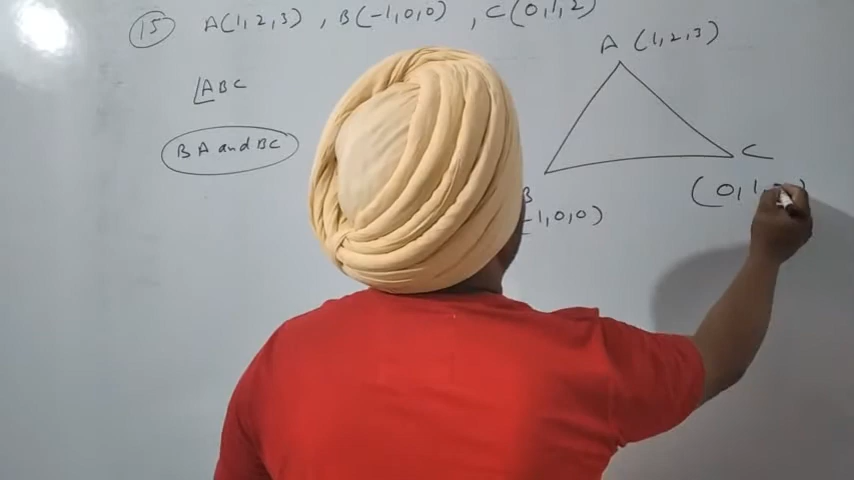 15 A(1,2,3) , B(-1,0,0) , C(0,1,2)
∠ABC
BA and BC
A (1,2,3)
C
B
-1,0,0)
(0,1,